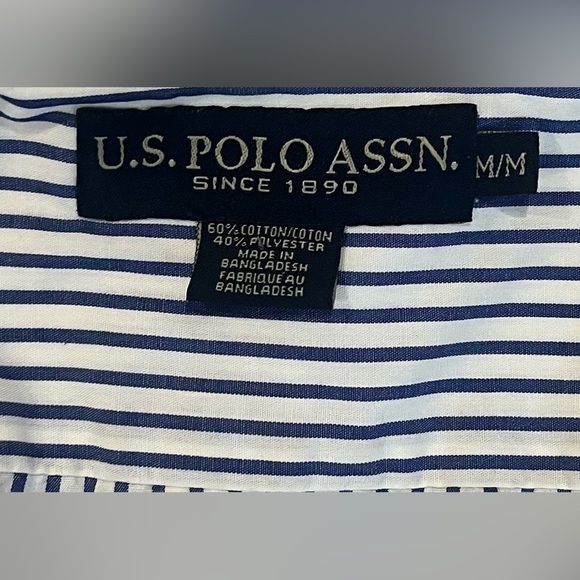 U.S. POLO ASSN.
SINCE 1890
M/M
60% COTTON/COTON
40% POLYESTER
MADE IN
BANGLADESH
FABRIQUE AU
BANGLADESH